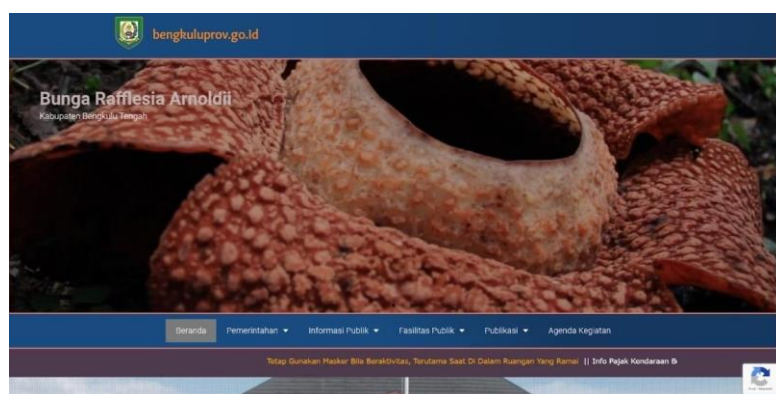 bengkuluprov.go.id
Bunga Rafflesia Arnoldii
Kabupaten Bengkulu Tengah
Beranda Pemerintahan Informasi Publik Fasilitas Publik Publikasi Agenda Kegiatan
Tetap Gunakan Masker Bila Beraktivitas, Terutama Saat Di Dalam Ruangan Yang Ramai || Info Pajak Kendaraan